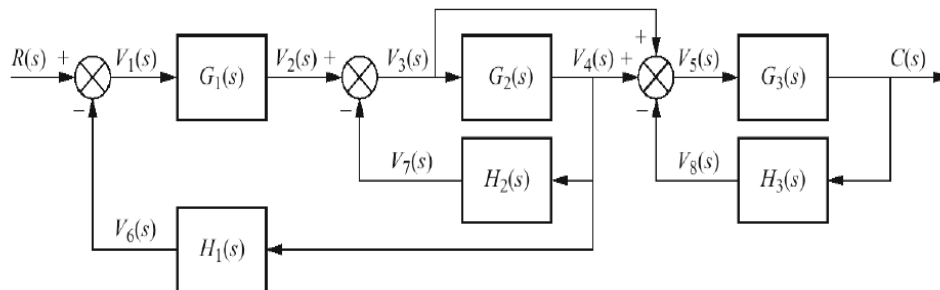 R(s) + V₁(s) G₁(s) V₂(s) + V₃(s) G₂(s) V₄(s) + + V₅(s) G₃(s) C(s)
− − −
V₇(s) H₂(s) V₈(s) H₃(s)
V₆(s) H₁(s)